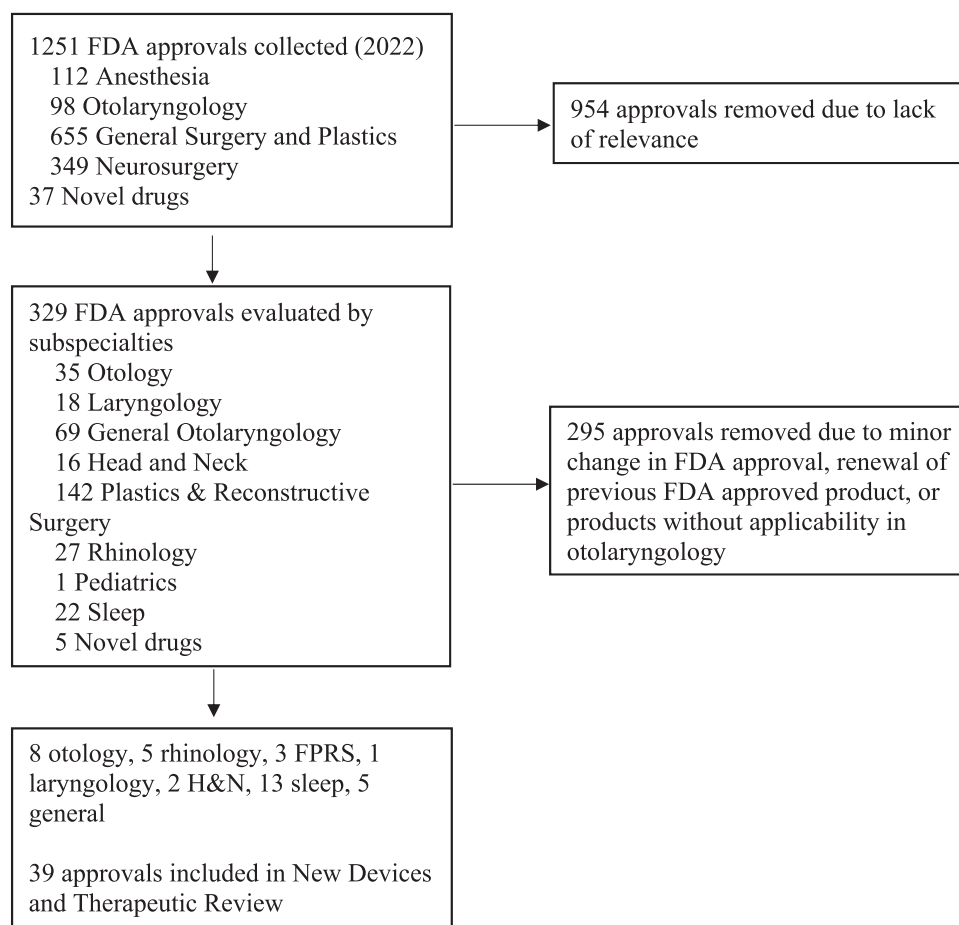 1251 FDA approvals collected (2022)
112 Anesthesia
98 Otolaryngology
655 General Surgery and Plastics
349 Neurosurgery
37 Novel drugs
954 approvals removed due to lack
of relevance
329 FDA approvals evaluated by
subspecialties
35 Otology
18 Laryngology
69 General Otolaryngology
16 Head and Neck
142 Plastics & Reconstructive
Surgery
27 Rhinology
1 Pediatrics
22 Sleep
5 Novel drugs
295 approvals removed due to minor
change in FDA approval, renewal of
previous FDA approved product, or
products without applicability in
otolaryngology
8 otology, 5 rhinology, 3 FPRS, 1
laryngology, 2 H&N, 13 sleep, 5
general
39 approvals included in New Devices
and Therapeutic Review